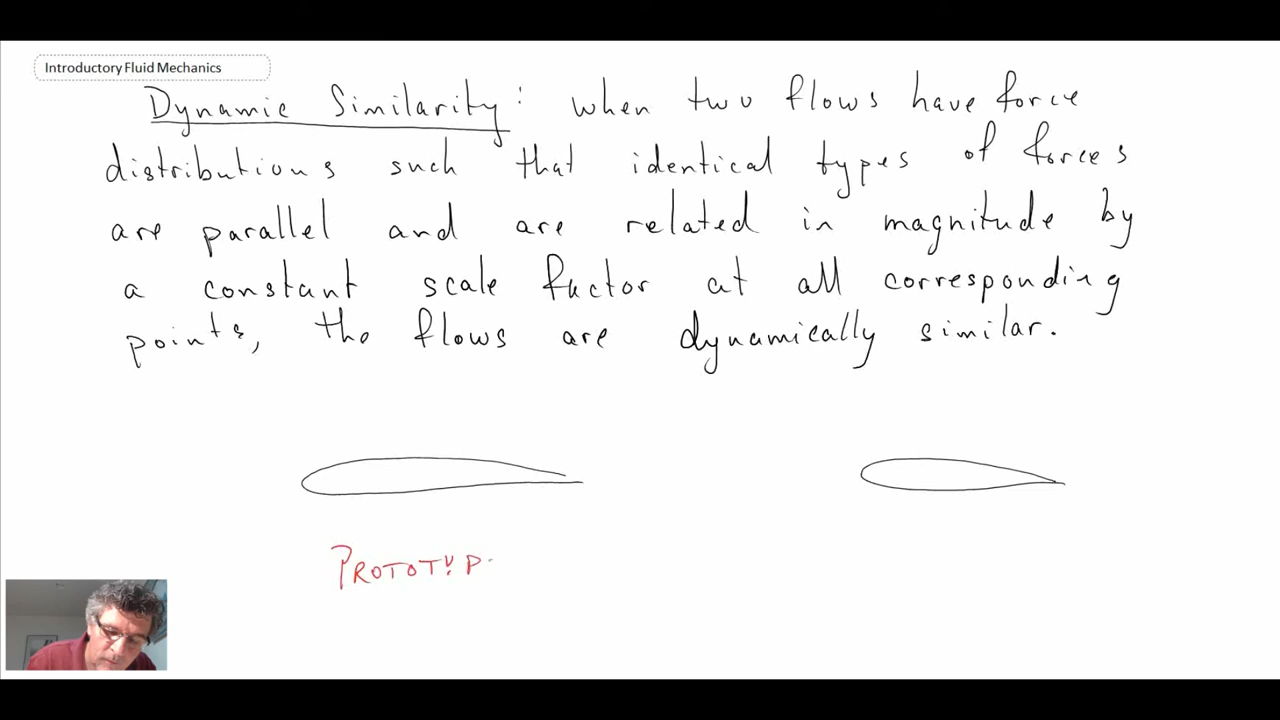 Introductory Fluid Mechanics
Dynamic Similarity: when two flows have force
distributions such that identical types of forces
are parallel and are related in magnitude by
a constant scale factor at all corresponding
points, the flows are dynamically similar.
PROTOTYP